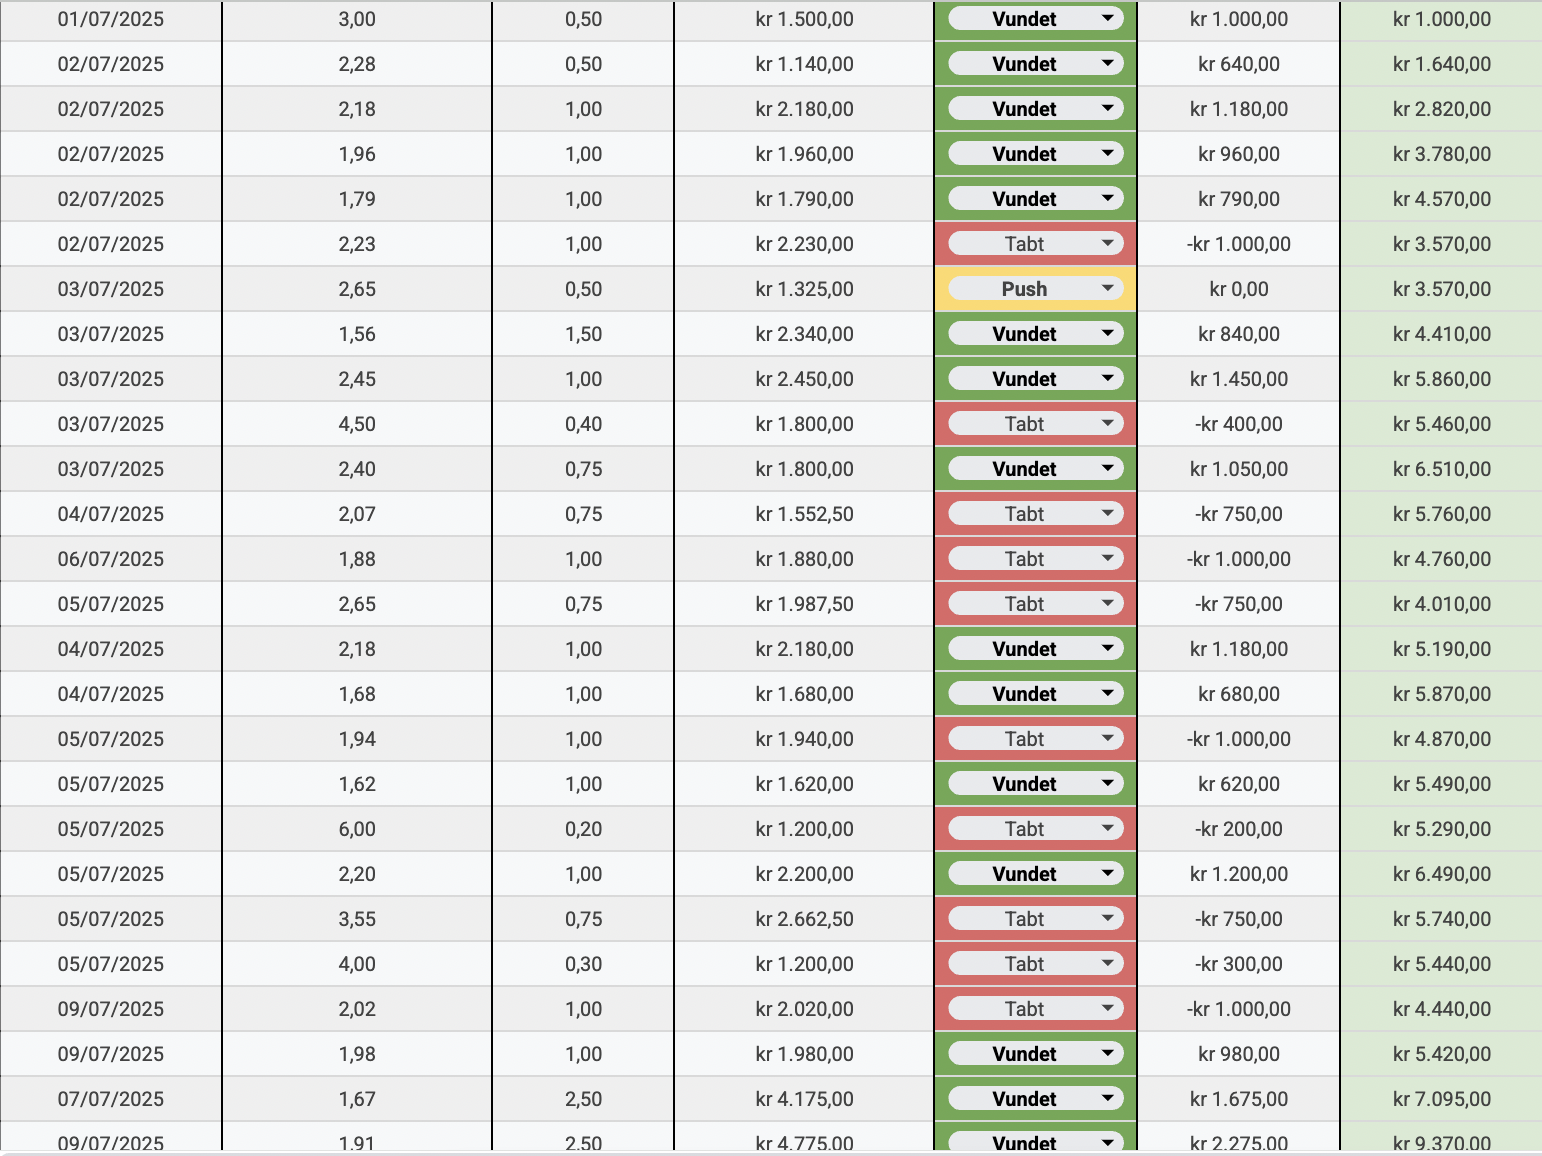 01/07/2025 3,00 0,50 kr 1.500,00 Vundet kr 1.000,00 kr 1.000,00
02/07/2025 2,28 0,50 kr 1.140,00 Vundet kr 640,00 kr 1.640,00
02/07/2025 2,18 1,00 kr 2.180,00 Vundet kr 1.180,00 kr 2.820,00
02/07/2025 1,96 1,00 kr 1.960,00 Vundet kr 960,00 kr 3.780,00
02/07/2025 1,79 1,00 kr 1.790,00 Vundet kr 790,00 kr 4.570,00
02/07/2025 2,23 1,00 kr 2.230,00 Tabt -kr 1.000,00 kr 3.570,00
03/07/2025 2,65 0,50 kr 1.325,00 Push kr 0,00 kr 3.570,00
03/07/2025 1,56 1,50 kr 2.340,00 Vundet kr 840,00 kr 4.410,00
03/07/2025 2,45 1,00 kr 2.450,00 Vundet kr 1.450,00 kr 5.860,00
03/07/2025 4,50 0,40 kr 1.800,00 Tabt -kr 400,00 kr 5.460,00
03/07/2025 2,40 0,75 kr 1.800,00 Vundet kr 1.050,00 kr 6.510,00
04/07/2025 2,07 0,75 kr 1.552,50 Tabt -kr 750,00 kr 5.760,00
06/07/2025 1,88 1,00 kr 1.880,00 Tabt -kr 1.000,00 kr 4.760,00
05/07/2025 2,65 0,75 kr 1.987,50 Tabt -kr 750,00 kr 4.010,00
04/07/2025 2,18 1,00 kr 2.180,00 Vundet kr 1.180,00 kr 5.190,00
04/07/2025 1,68 1,00 kr 1.680,00 Vundet kr 680,00 kr 5.870,00
05/07/2025 1,94 1,00 kr 1.940,00 Tabt -kr 1.000,00 kr 4.870,00
05/07/2025 1,62 1,00 kr 1.620,00 Vundet kr 620,00 kr 5.490,00
05/07/2025 6,00 0,20 kr 1.200,00 Tabt -kr 200,00 kr 5.290,00
05/07/2025 2,20 1,00 kr 2.200,00 Vundet kr 1.200,00 kr 6.490,00
05/07/2025 3,55 0,75 kr 2.662,50 Tabt -kr 750,00 kr 5.740,00
05/07/2025 4,00 0,30 kr 1.200,00 Tabt -kr 300,00 kr 5.440,00
09/07/2025 2,02 1,00 kr 2.020,00 Tabt -kr 1.000,00 kr 4.440,00
09/07/2025 1,98 1,00 kr 1.980,00 Vundet kr 980,00 kr 5.420,00
07/07/2025 1,67 2,50 kr 4.175,00 Vundet kr 1.675,00 kr 7.095,00
09/07/2025 1,91 2,50 kr 4.775,00 Vundet kr 2.275,00 kr 9.370,00